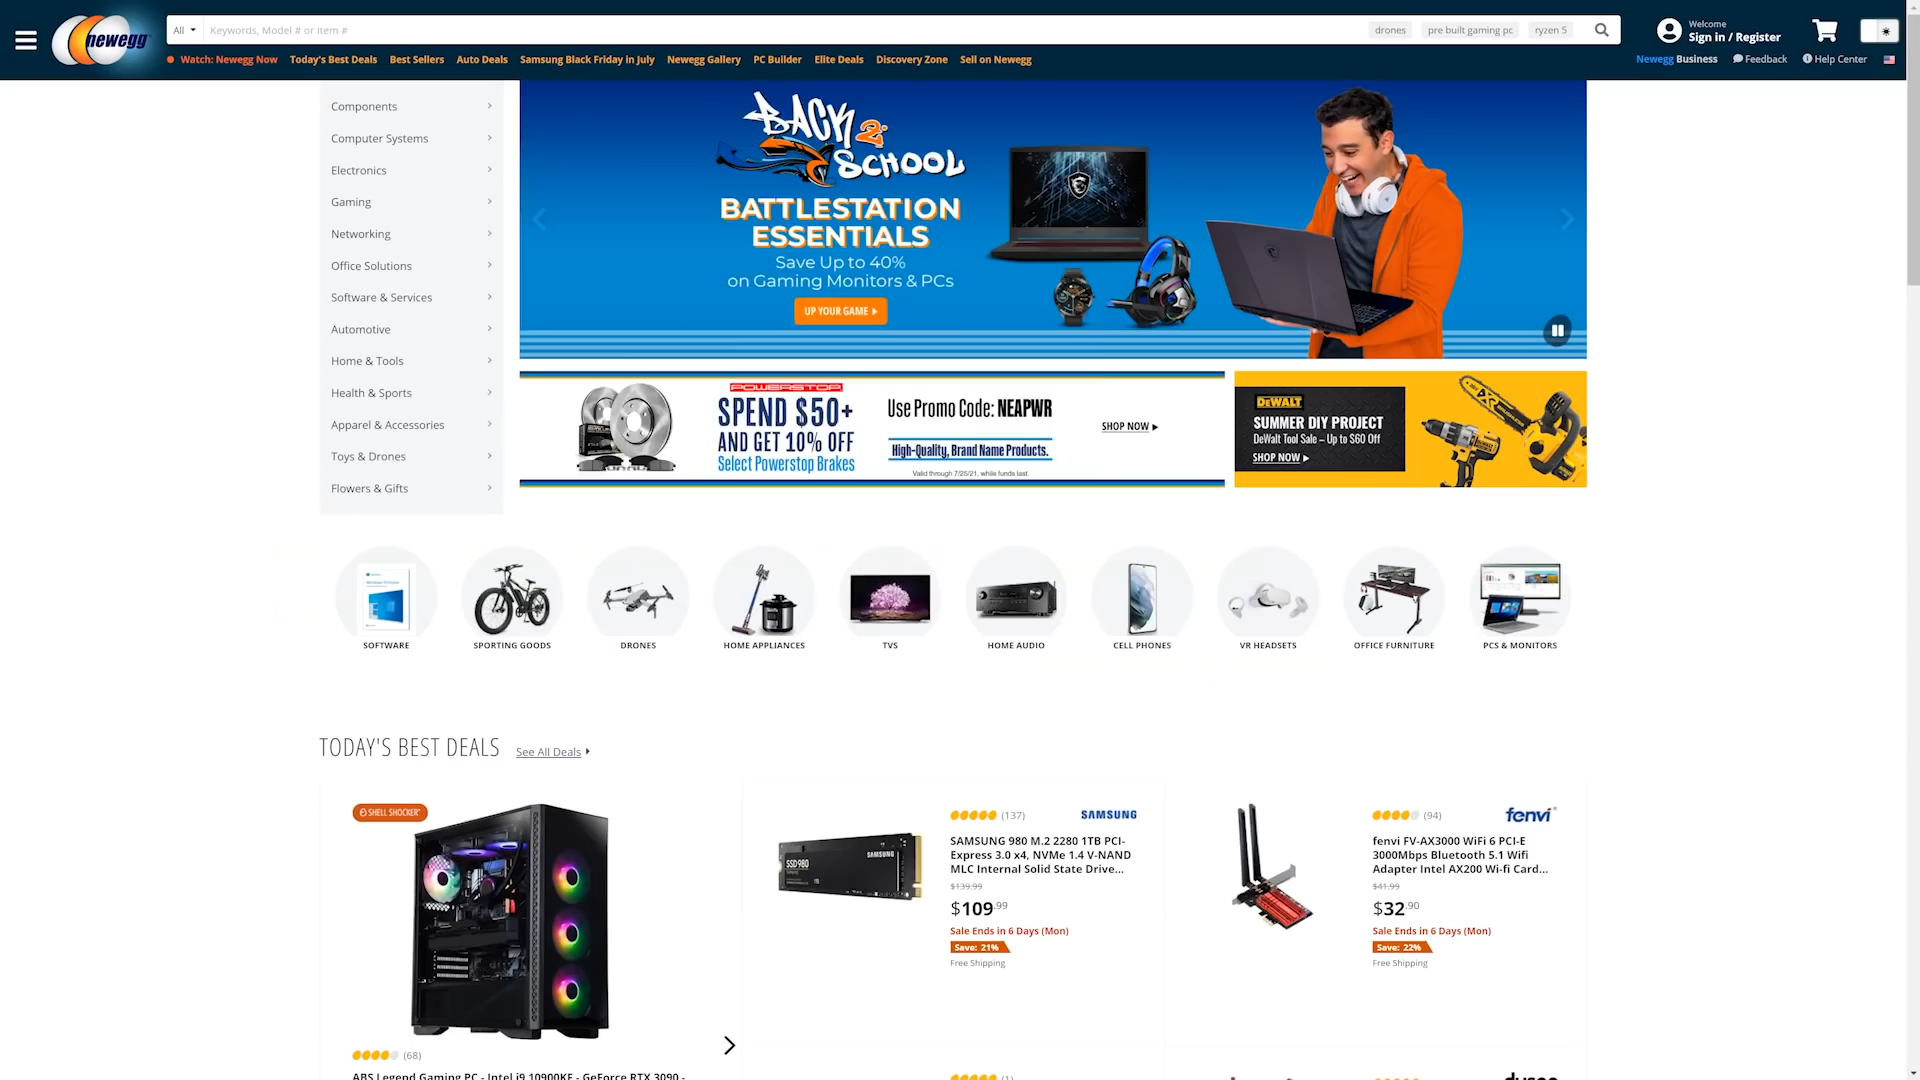 newegg
All
Keywords, Model # or Item #
drones
pre built gaming pc
ryzen 5
Welcome
Sign in / Register
Watch: Newegg Now
Today's Best Deals
Best Sellers
Auto Deals
Samsung Black Friday in July
Newegg Gallery
PC Builder
Elite Deals
Discovery Zone
Sell on Newegg
Newegg Business
Feedback
Help Center
Components
Computer Systems
Electronics
Gaming
Networking
Office Solutions
Software & Services
Automotive
Home & Tools
Health & Sports
Apparel & Accessories
Toys & Drones
Flowers & Gifts
BACK 2
SCHOOL
BATTLESTATION
ESSENTIALS
Save Up to 40%
on Gaming Monitors & PCs
UP YOUR GAME
POWERSTOP
SPEND $50+
AND GET 10% OFF
Select Powerstop Brakes
Use Promo Code: NEAPWR
High-Quality, Brand Name Products.
Valid through 7/25/21, while funds last.
SHOP NOW
DEWALT
SUMMER DIY PROJECT
DeWalt Tool Sale – Up to $60 Off
SHOP NOW
SOFTWARE
SPORTING GOODS
DRONES
HOME APPLIANCES
TVS
HOME AUDIO
CELL PHONES
VR HEADSETS
OFFICE FURNITURE
PCS & MONITORS
TODAY'S BEST DEALS
See All Deals
SHELL SHOCKER
(68)
ABS Legend Gaming PC - Intel i9 10900KF - GeForce RTX 3090 -
SSD 980
SAMSUNG
(137)
SAMSUNG
SAMSUNG 980 M.2 2280 1TB PCI-
Express 3.0 x4, NVMe 1.4 V-NAND
MLC Internal Solid State Drive...
$139.99
$109.99
Sale Ends in 6 Days (Mon)
Save: 21%
Free Shipping
(94)
fenvi
fenvi FV-AX3000 WiFi 6 PCI-E
3000Mbps Bluetooth 5.1 Wifi
Adapter Intel AX200 Wi-fi Card...
$41.99
$32.90
Sale Ends in 6 Days (Mon)
Save: 22%
Free Shipping
(1)
dyson